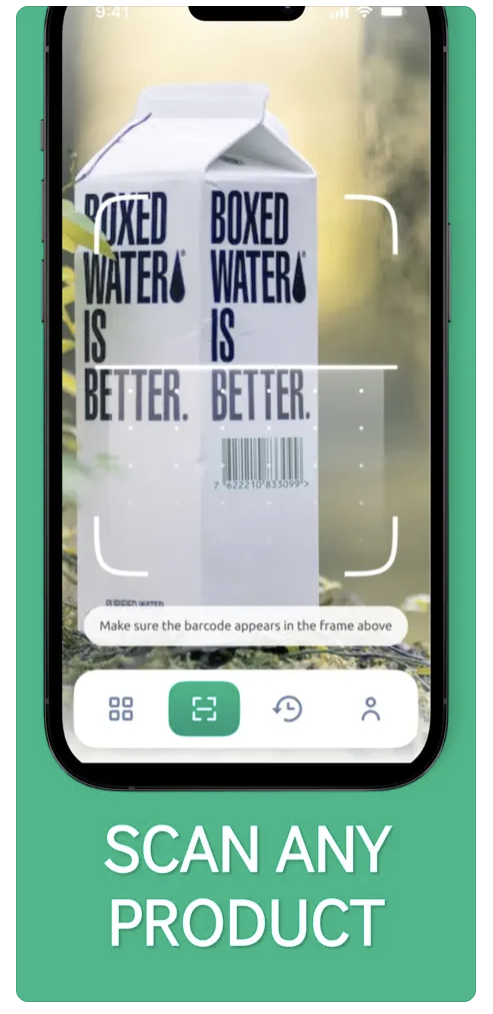 9:41
BOXED
WATER
IS
BETTER.
BOXED
WATER®
IS
BETTER.
7 622210 833099 >
PURIFIED WATER
Make sure the barcode appears in the frame above
SCAN ANY
PRODUCT